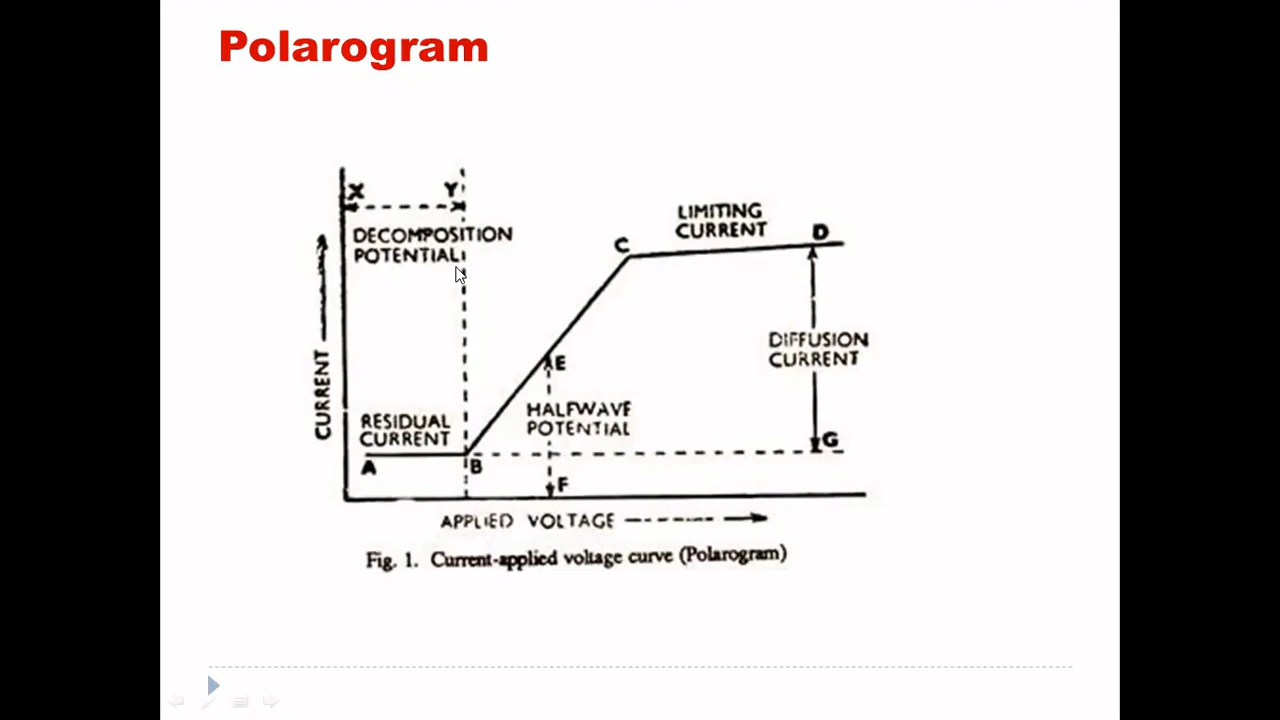 Polarogram
X Y
DECOMPOSITION
POTENTIAL
CURRENT
RESIDUAL
CURRENT
A
B
C
LIMITING
CURRENT
D
E
HALFWAVE
POTENTIAL
F
DIFFUSION
CURRENT
G
APPLIED VOLTAGE
Fig. 1. Current-applied voltage curve (Polarogram)